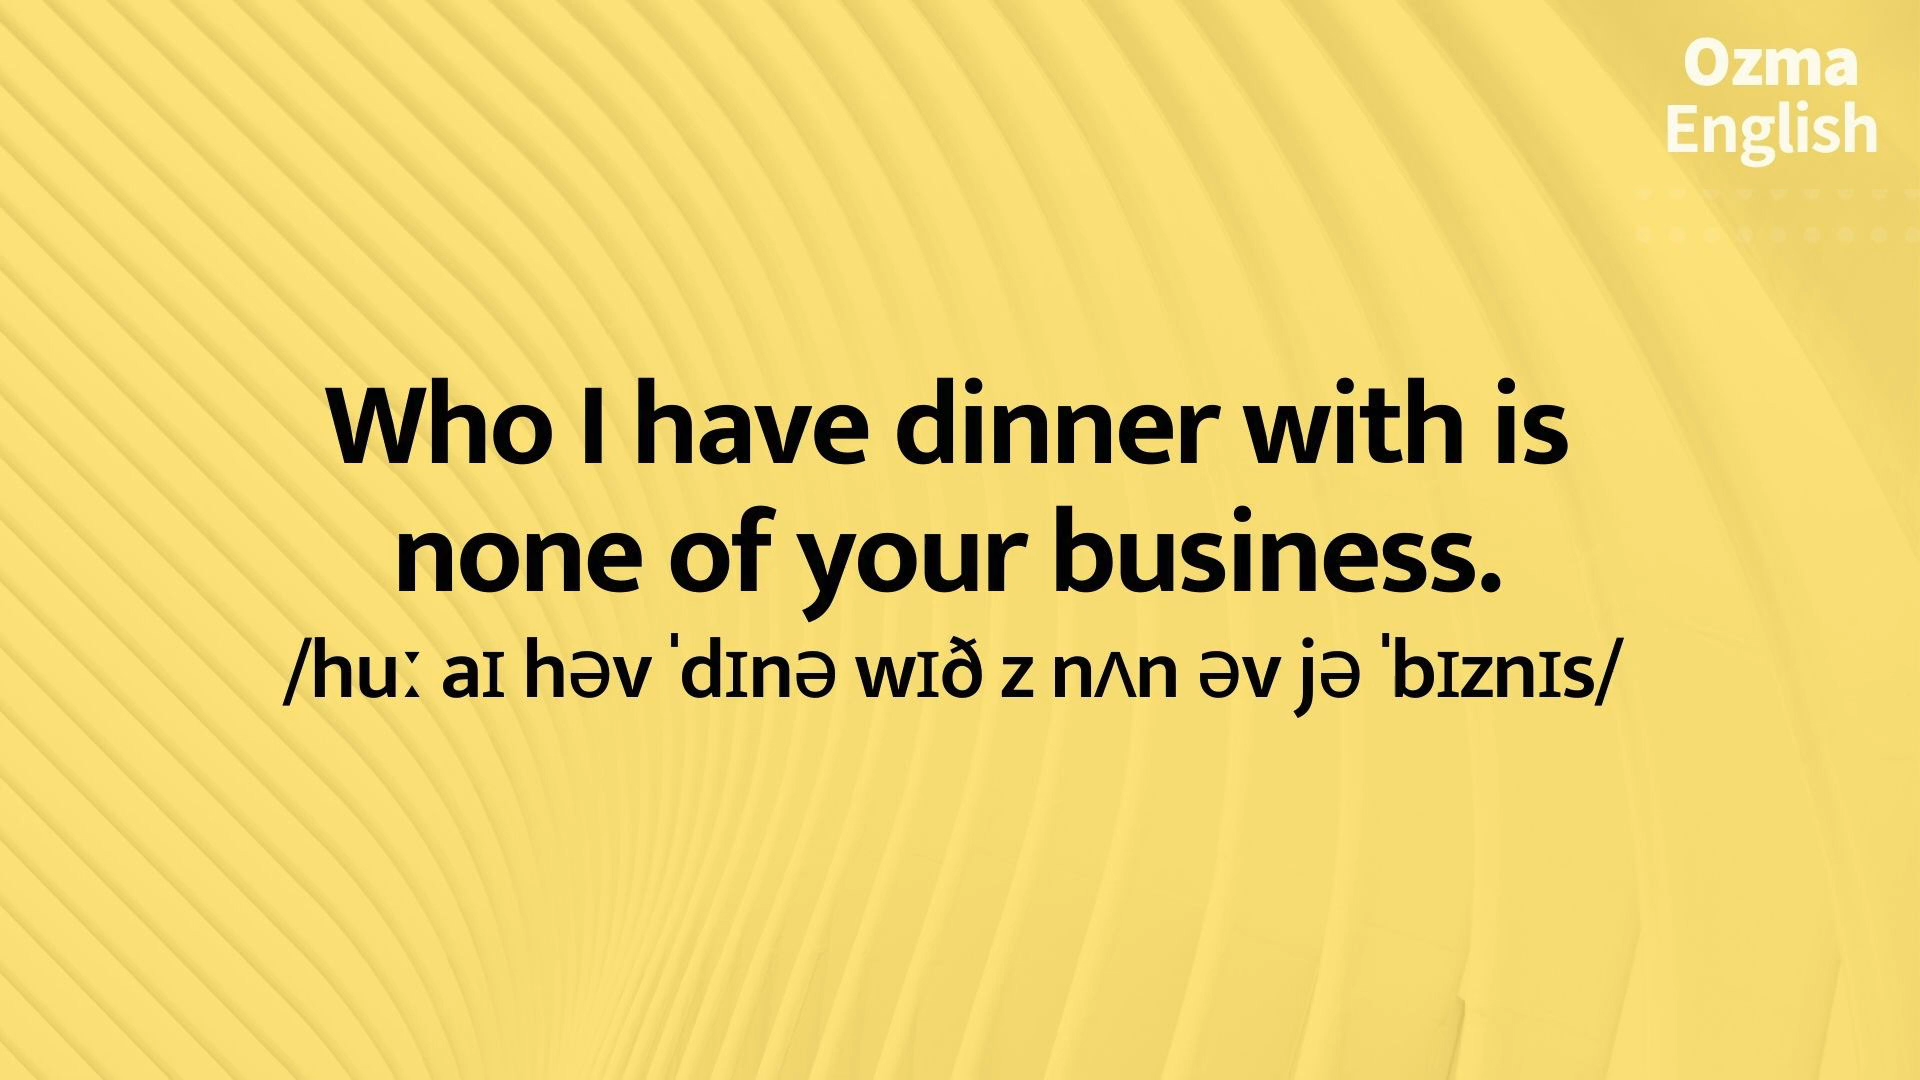 Ozma
English
Who I have dinner with is
none of your business.
/huː aɪ həv ˈdɪnə wɪð z nʌn əv jə ˈbɪznɪs/